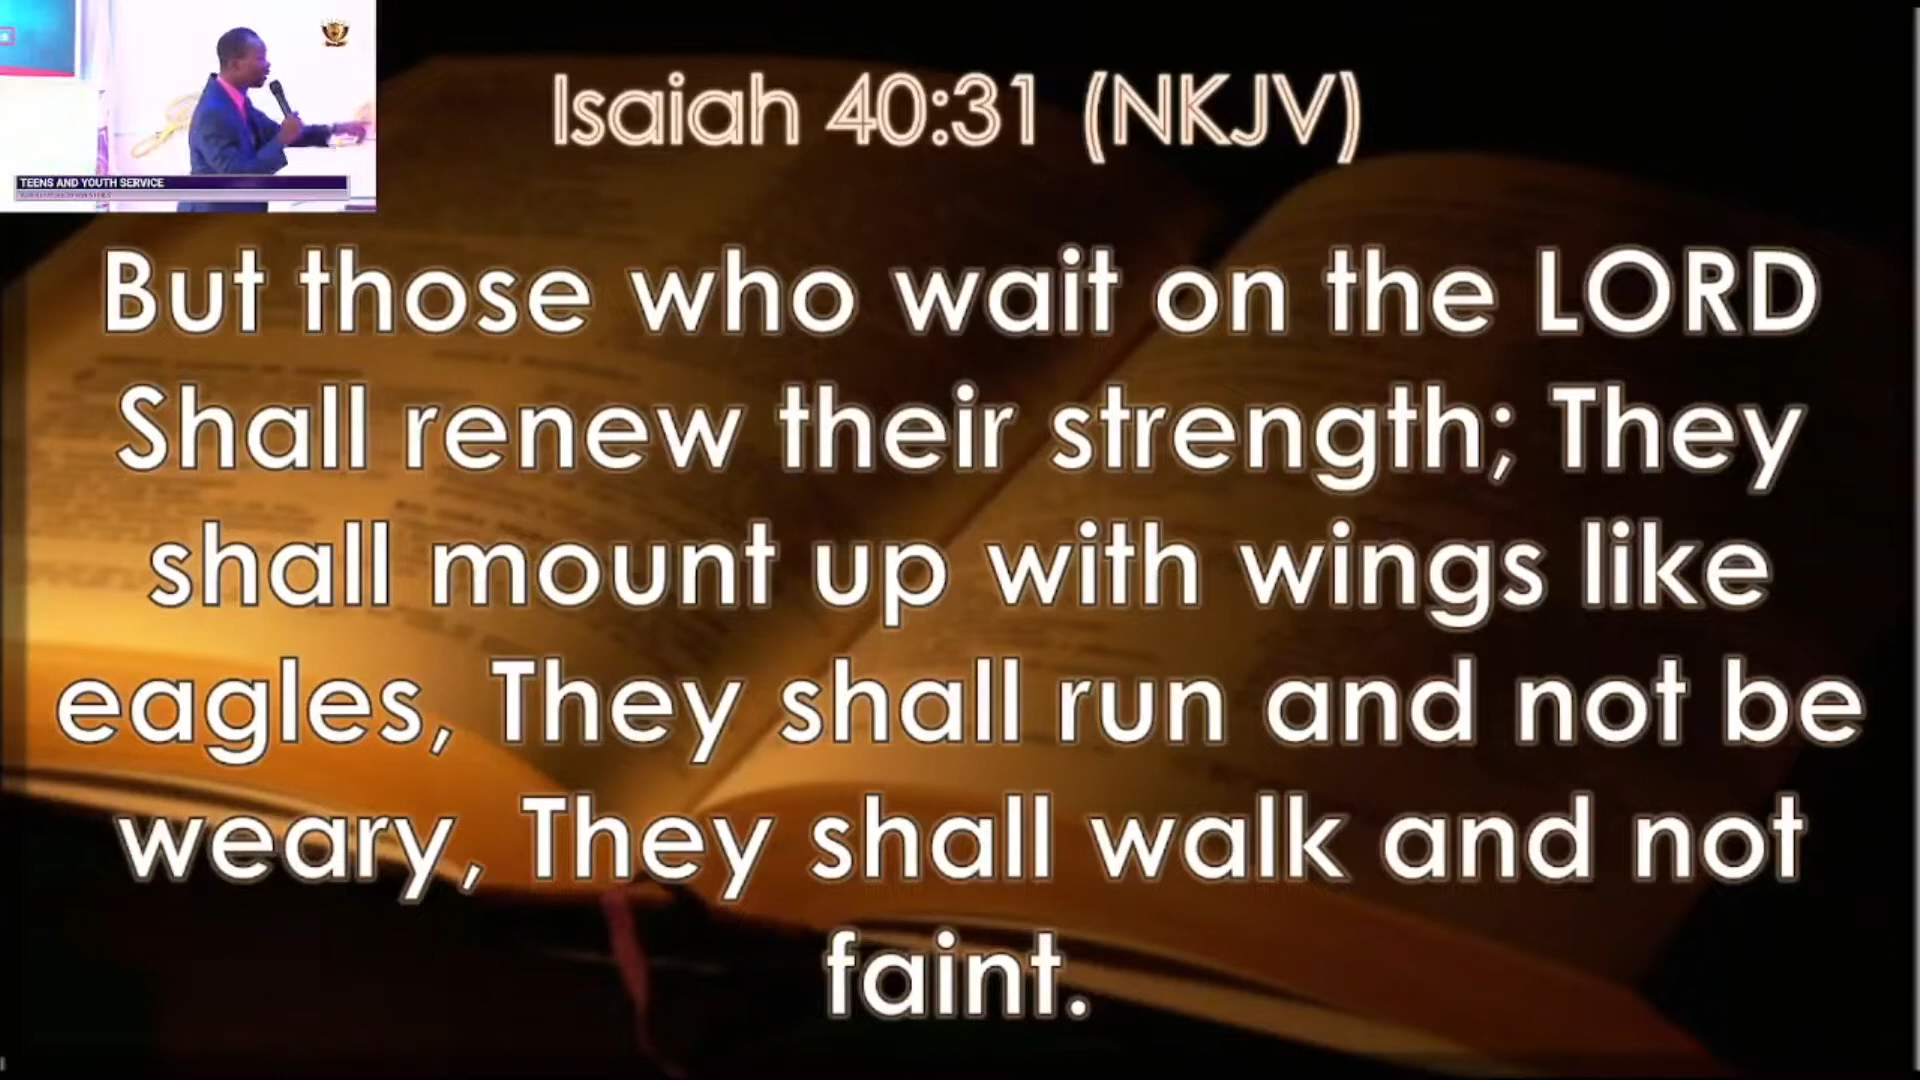 Isaiah 40:31 (NKJV)
But those who wait on the LORD
Shall renew their strength; They
shall mount up with wings like
eagles, They shall run and not be
weary, They shall walk and not
faint.
TEENS AND YOUTH SERVICE